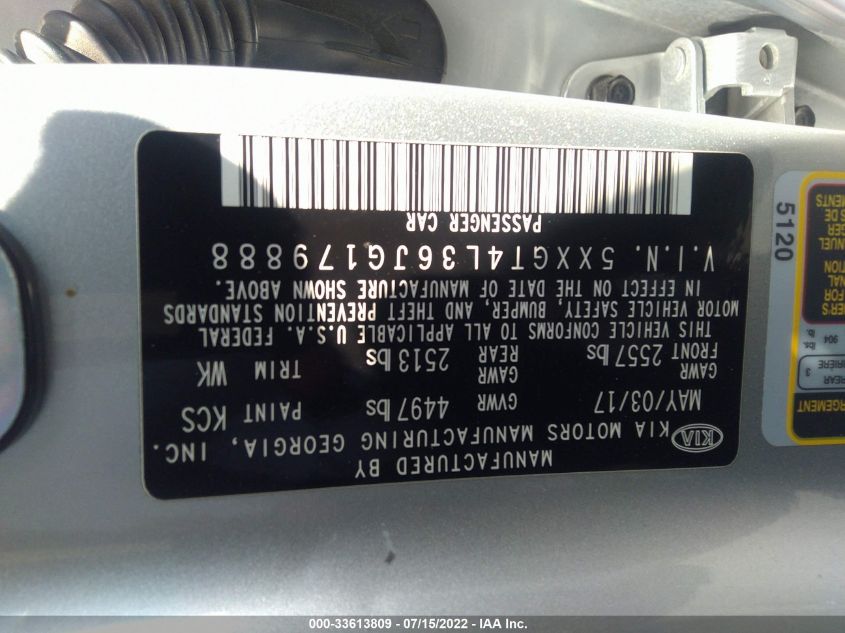 MANUFACTURED BY
KIA KIA MOTORS MANUFACTURING GEORGIA, INC.
MAY/03/17 GVWR 4497 lbs PAINT KCS
GAWR FRONT 2557 lbs GAWR REAR 2513 lbs TRIM WK
THIS VEHICLE CONFORMS TO ALL APPLICABLE U.S.A. FEDERAL
MOTOR VEHICLE SAFETY, BUMPER, AND THEFT PREVENTION STANDARDS
IN EFFECT ON THE DATE OF MANUFACTURE SHOWN ABOVE.
V.I.N. 5XXGT4L36JG179888
PASSENGER CAR
5120
000-33613809 - 07/15/2022 - IAA Inc.